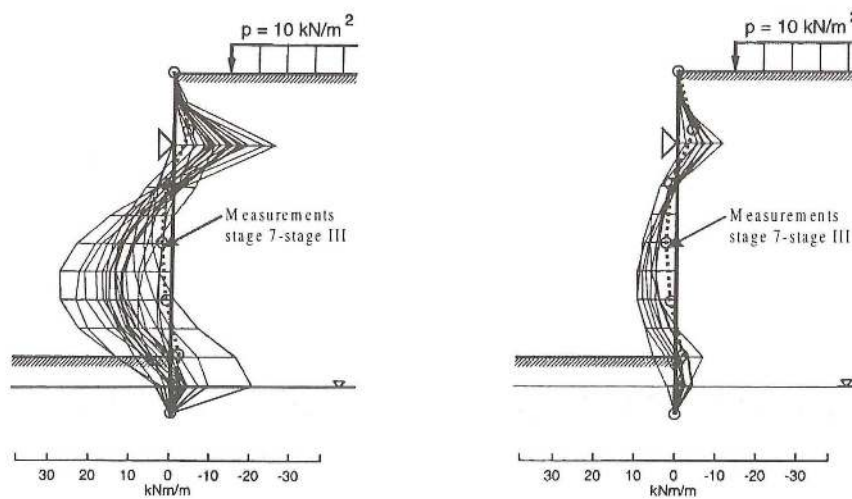 p = 10 kN/m²
Measurements
stage 7-stage III
30 20 10 0 -10 -20 -30
kNm/m
p = 10 kN/m²
Measurements
stage 7-stage III
30 20 10 0 -10 -20 -30
kNm/m